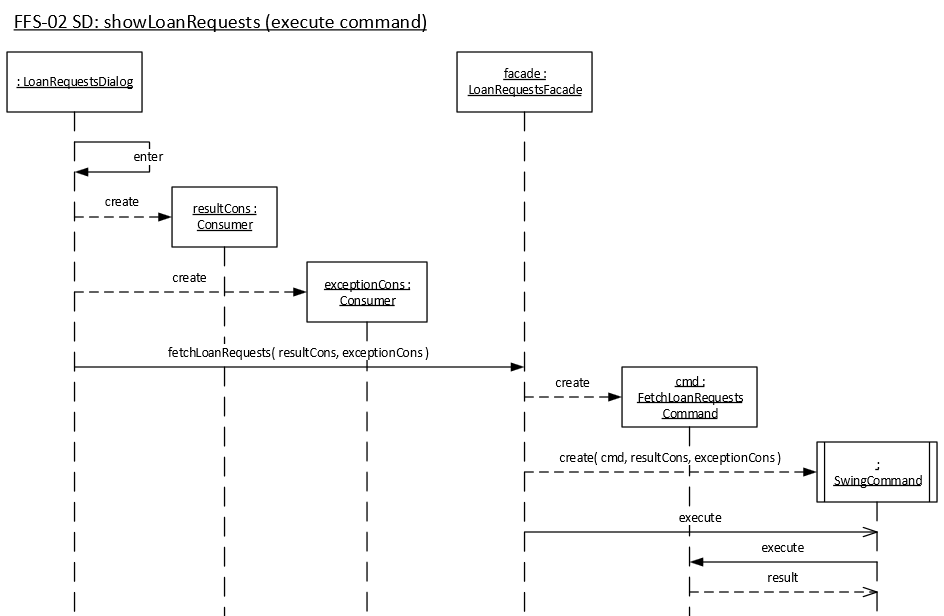 FFS-02 SD: showLoanRequests (execute command)
: LoanRequestsDialog
facade :
LoanRequestsFacade
enter
create
resultCons :
Consumer
create
exceptionCons :
Consumer
fetchLoanRequests( resultCons, exceptionCons )
create
cmd :
FetchLoanRequests
Command
create( cmd, resultCons, exceptionCons )
:
SwingCommand
execute
execute
result